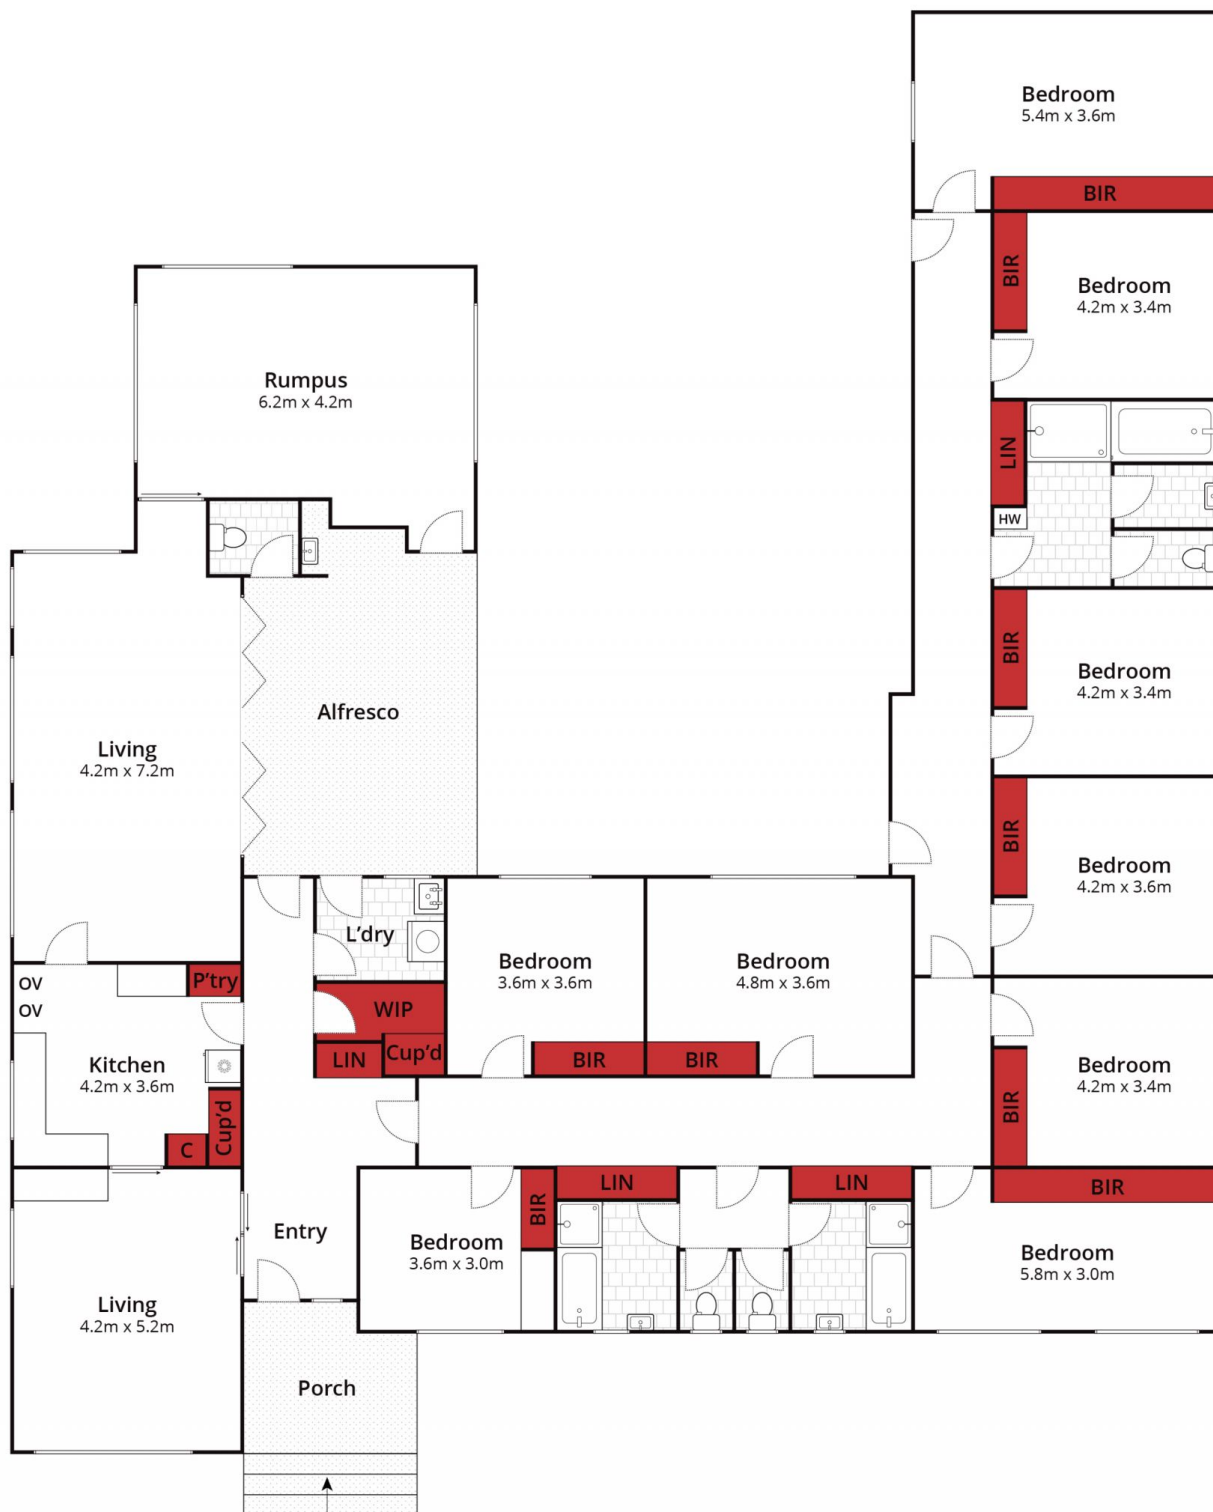 Bedroom
5.4m x 3.6m
BIR
BIR
Bedroom
4.2m x 3.4m
Rumpus
6.2m x 4.2m
LIN
HW
BIR
Bedroom
4.2m x 3.4m
Alfresco
Living
4.2m x 7.2m
BIR
Bedroom
4.2m x 3.6m
L'dry
Bedroom
3.6m x 3.6m
Bedroom
4.8m x 3.6m
OV
P'try
OV
WIP
Kitchen
4.2m x 3.6m
LIN
Cup'd
BIR
BIR
Bedroom
4.2m x 3.4m
BIR
C
Cup'd
BIR
LIN
LIN
BIR
Entry
Bedroom
3.6m x 3.0m
Bedroom
5.8m x 3.0m
Living
4.2m x 5.2m
Porch